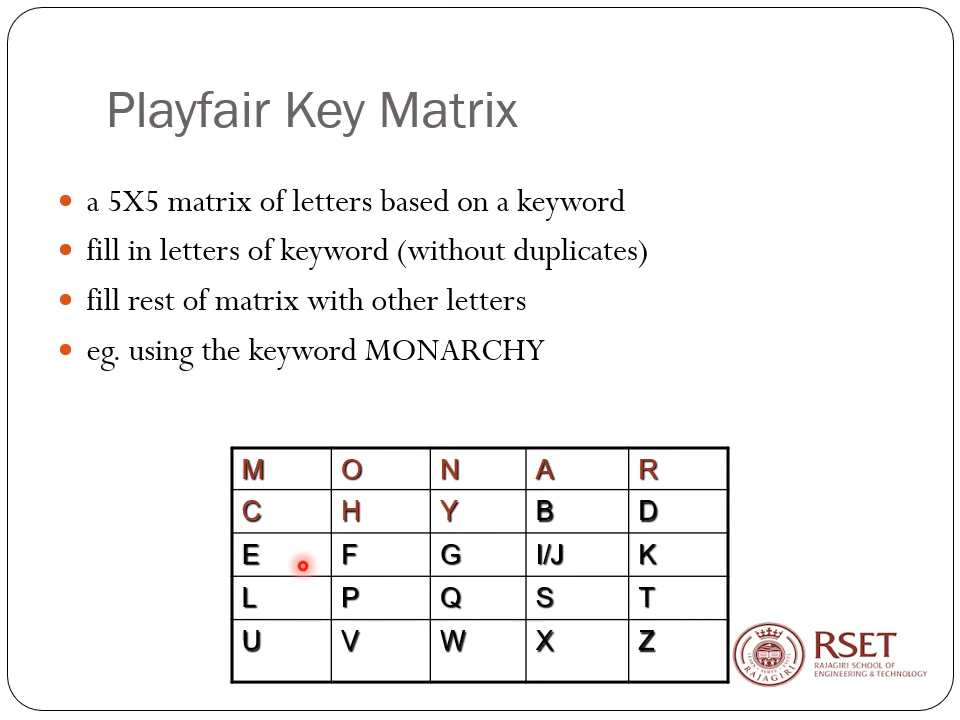 Playfair Key Matrix
a 5X5 matrix of letters based on a keyword
fill in letters of keyword (without duplicates)
fill rest of matrix with other letters
eg. using the keyword MONARCHY
M O N A R
C H Y B D
E F G I/J K
L P Q S T
U V W X Z
RSET
RAJAGIRI SCHOOL OF
ENGINEERING & TECHNOLOGY
RAJAGIRI